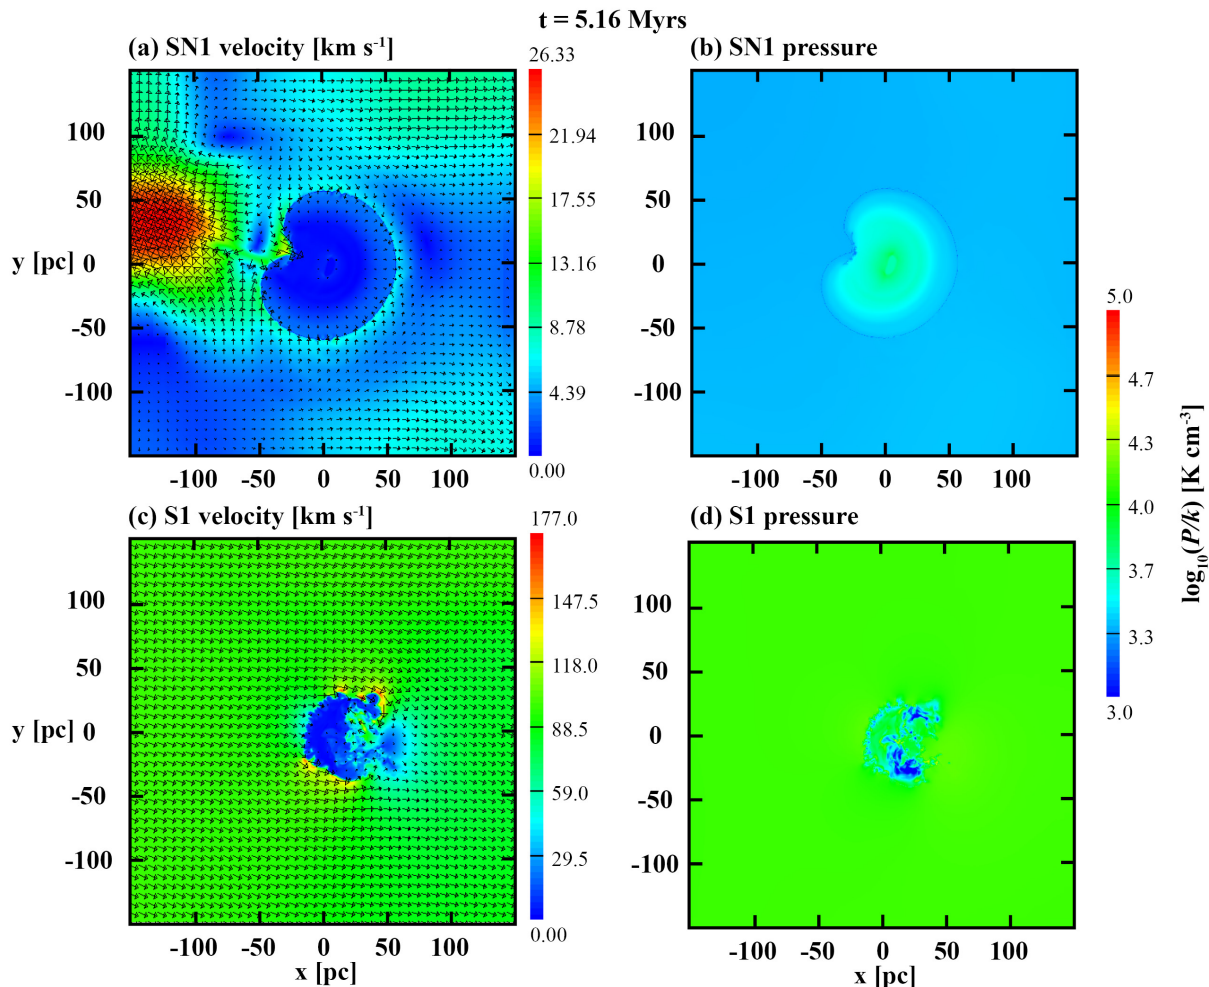 t = 5.16 Myrs
(a) SN1 velocity [km s⁻¹]
(b) SN1 pressure
26.33
21.94
17.55
13.16
8.78
4.39
0.00
100
50
y [pc] 0
-50
-100
-100 -50 0 50 100
100
50
0
-50
-100
-100 -50 0 50 100
5.0
4.7
4.3
4.0
3.7
3.3
3.0
log₁₀(P/k) [K cm⁻³]
(c) S1 velocity [km s⁻¹]
(d) S1 pressure
177.0
147.5
118.0
88.5
59.0
29.5
0.00
100
50
y [pc] 0
-50
-100
-100 -50 0 50 100
x [pc]
100
50
0
-50
-100
-100 -50 0 50 100
x [pc]